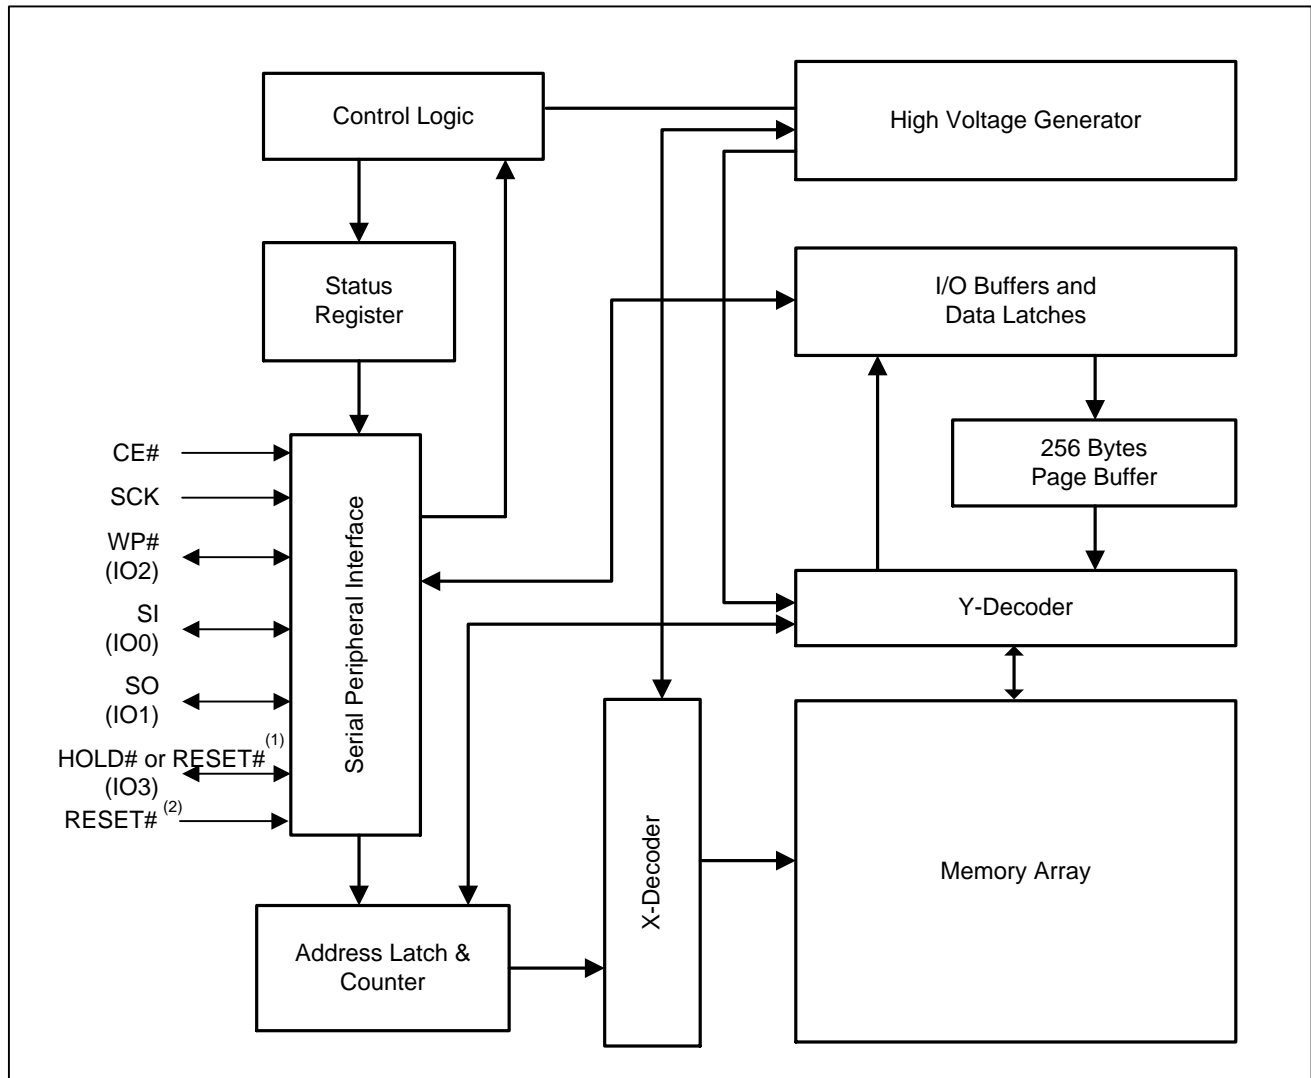 Control Logic
High Voltage Generator
Status
Register
I/O Buffers and
Data Latches
256 Bytes
Page Buffer
Y-Decoder
CE#
SCK
WP#
(IO2)
SI
(IO0)
SO
(IO1)
HOLD# or RESET# (1)
(IO3)
RESET# (2)
Serial Peripheral Interface
X-Decoder
Memory Array
Address Latch &
Counter